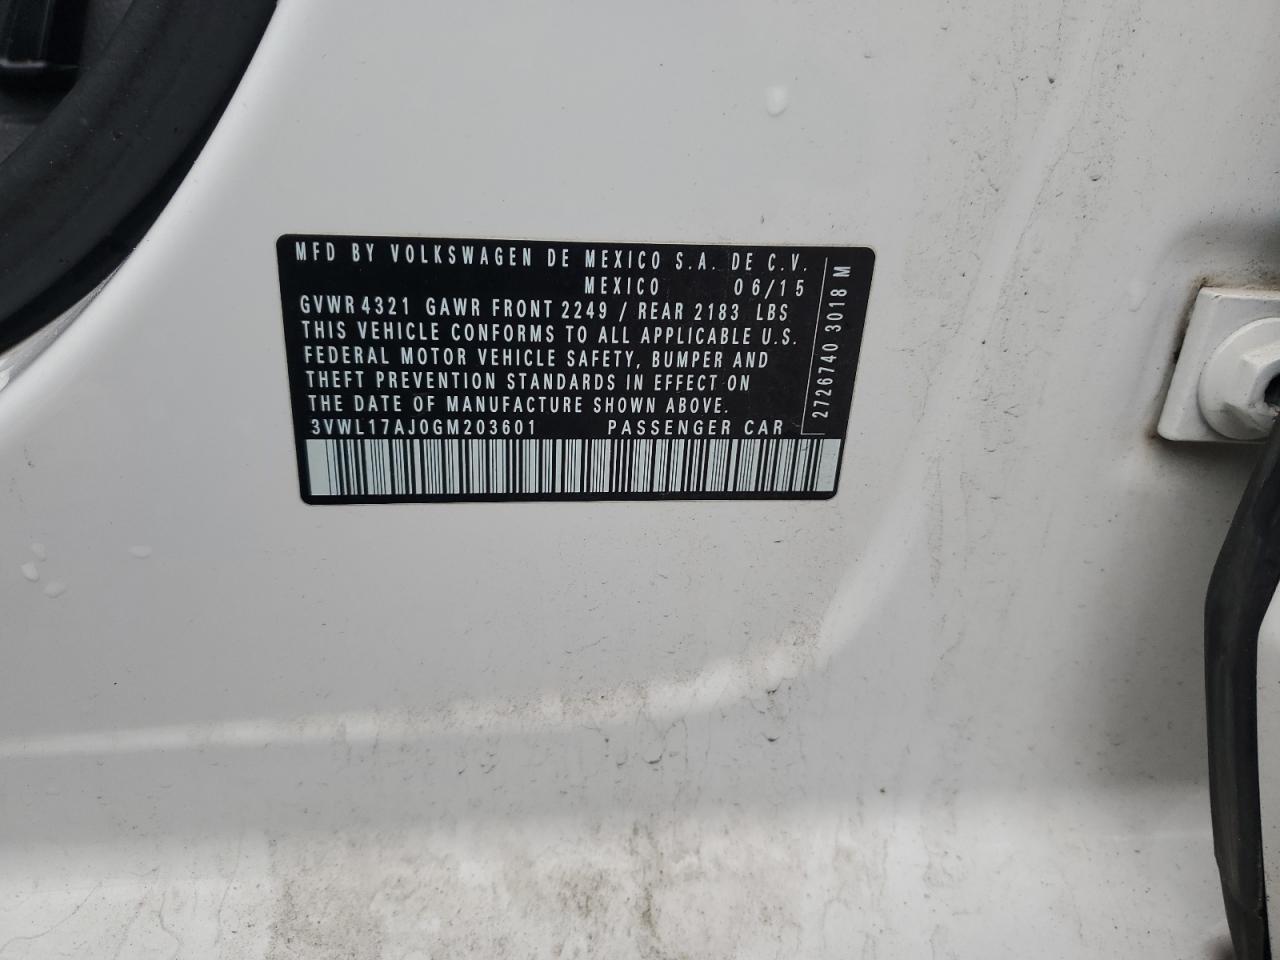 MFD BY VOLKSWAGEN DE MEXICO S.A. DE C.V.
MEXICO 06/15
GVWR 4321 GAWR FRONT 2249 / REAR 2183 LBS
THIS VEHICLE CONFORMS TO ALL APPLICABLE U.S.
FEDERAL MOTOR VEHICLE SAFETY, BUMPER AND
THEFT PREVENTION STANDARDS IN EFFECT ON
THE DATE OF MANUFACTURE SHOWN ABOVE.
3VWL17AJ0GM203601 PASSENGER CAR
2726740 3018 M